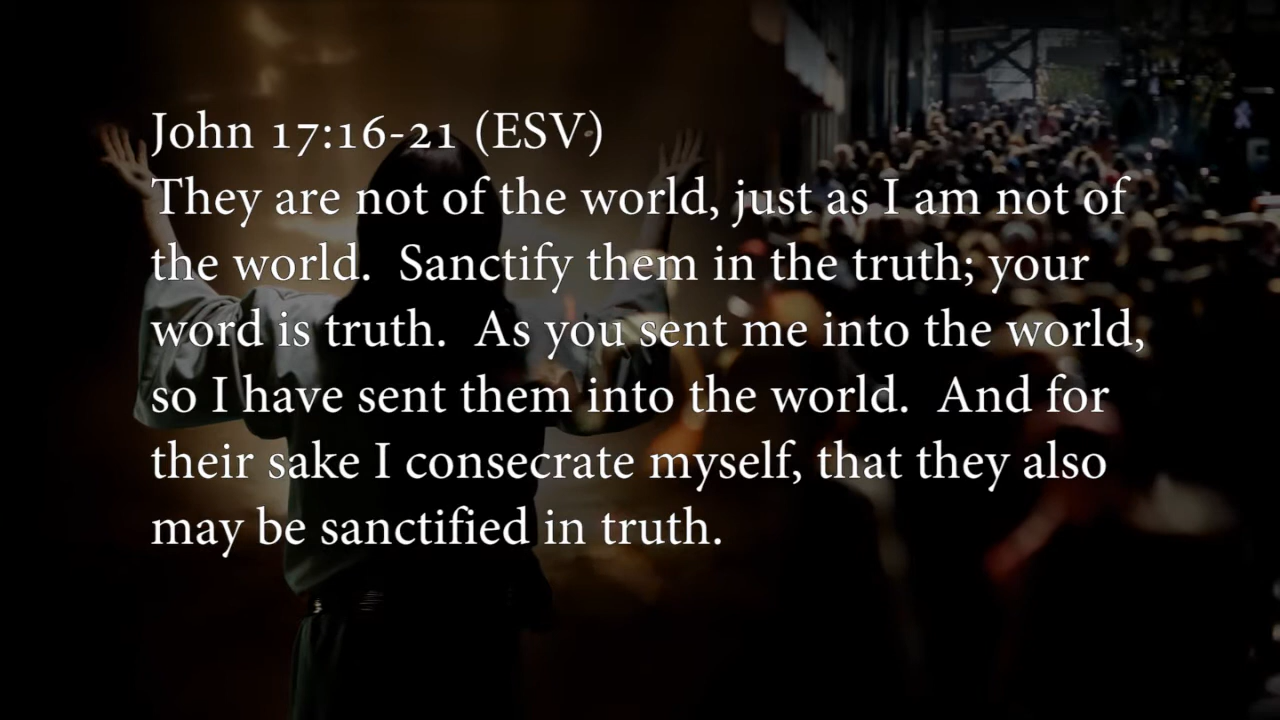 John 17:16-21 (ESV)
They are not of the world, just as I am not of
the world.  Sanctify them in the truth; your
word is truth.  As you sent me into the world,
so I have sent them into the world.  And for
their sake I consecrate myself, that they also
may be sanctified in truth.